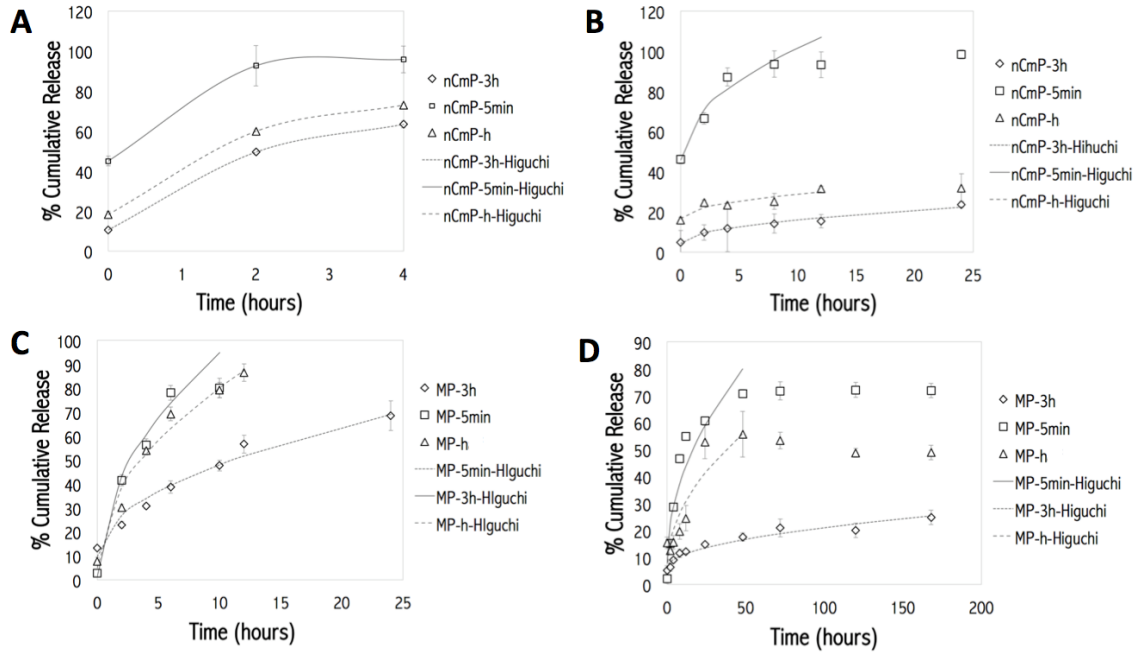 A
% Cumulative Release
120
100
80
60
40
20
0
0 1 2 3 4
Time (hours)
nCmP-3h
nCmP-5min
nCmP-h
nCmP-3h-Higuchi
nCmP-5min-Higuchi
nCmP-h-Higuchi
B
% Cumulative Release
120
100
80
60
40
20
0
0 5 10 15 20 25
Time (hours)
nCmP-3h
nCmP-5min
nCmP-h
nCmP-3h-Hihuchi
nCmP-5min-Higuchi
nCmP-h-Higuchi
C
% Cumulative Release
100
90
80
70
60
50
40
30
20
10
0
0 5 10 15 20 25
Time (hours)
MP-3h
MP-5min
MP-h
MP-5min-HIguchi
MP-3h-HIguchi
MP-h-HIguchi
D
% Cumulative Release
90
80
70
60
50
40
30
20
10
0
0 50 100 150 200
Time (hours)
MP-3h
MP-5min
MP-h
MP-5min-Higuchi
MP-3h-Higuchi
MP-h-Higuchi